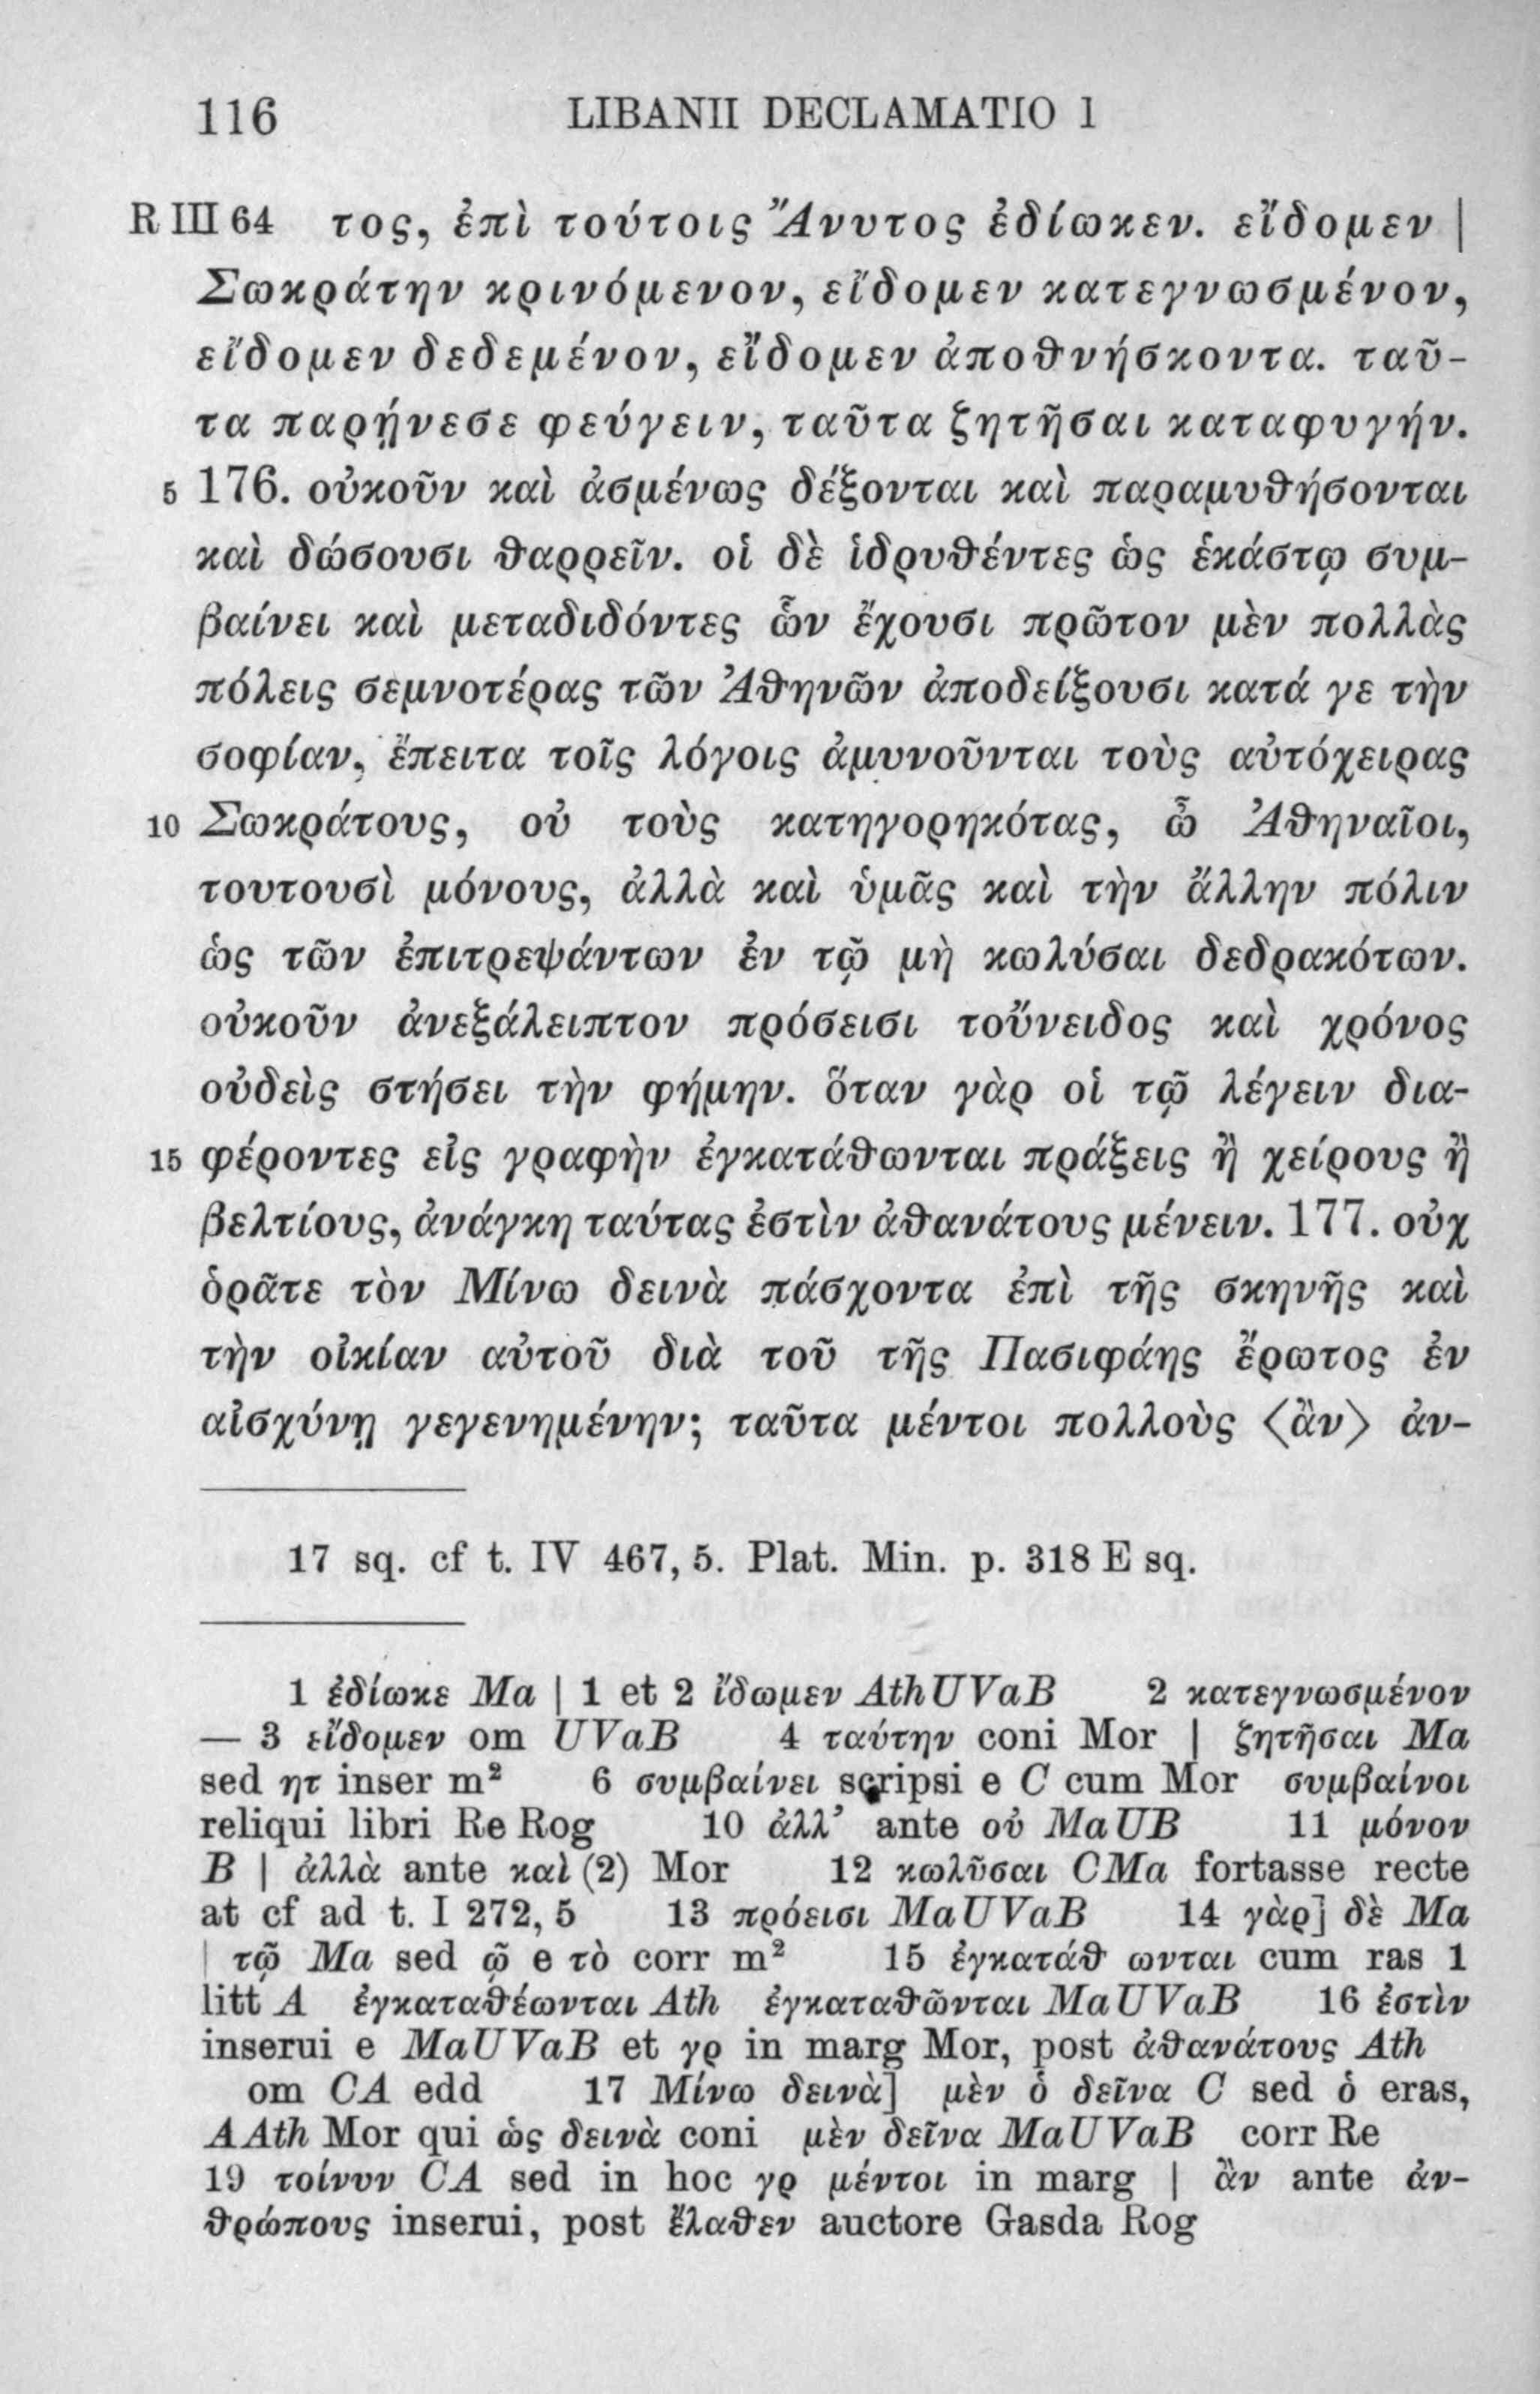 116 LIBANII DECLAMATIO 1
R III 64 τος, ἐπὶ τούτοις Ἄνυτος ἐδίωκεν. εἴδομεν |
Σωκράτην κρινόμενον, εἴδομεν κατεγνωσμένον,
εἴδομεν δεδεμένον, εἴδομεν ἀποθνήσκοντα. ταῦ-
τα παρῄνεσε φεύγειν, ταῦτα ζητῆσαι καταφυγήν.
5 176. οὐκοῦν καὶ ἀσμένως δέξονται καὶ παραμυθήσονται
καὶ δώσουσι θαρρεῖν. οἱ δὲ ἱδρυθέντες ὡς ἑκάστῳ συμ-
βαίνει καὶ μεταδιδόντες ὧν ἔχουσι πρῶτον μὲν πολλὰς
πόλεις σεμνοτέρας τῶν Ἀθηνῶν ἀποδείξουσι κατά γε τὴν
σοφίαν, ἔπειτα τοῖς λόγοις ἀμυνοῦνται τοὺς αὐτόχειρας
10 Σωκράτους, οὐ τοὺς κατηγορηκότας, ὦ Ἀθηναῖοι,
τουτουσὶ μόνους, ἀλλὰ καὶ ὑμᾶς καὶ τὴν ἄλλην πόλιν
ὡς τῶν ἐπιτρεψάντων ἐν τῷ μὴ κωλύσαι δεδρακότων.
οὐκοῦν ἀνεξάλειπτον πρόσεισι τοὔνειδος καὶ χρόνος
οὐδεὶς στήσει τὴν φήμην. ὅταν γὰρ οἱ τῷ λέγειν δια-
15 φέροντες εἰς γραφὴν ἐγκατάθωνται πράξεις ἢ χείρους ἢ
βελτίους, ἀνάγκη ταύτας ἐστὶν ἀθανάτους μένειν. 177. οὐχ
ὁρᾶτε τὸν Μίνω δεινὰ πάσχοντα ἐπὶ τῆς σκηνῆς καὶ
τὴν οἰκίαν αὐτοῦ διὰ τοῦ τῆς Πασιφάης ἔρωτος ἐν
αἰσχύνῃ γεγενημένην; ταῦτα μέντοι πολλοὺς ⟨ἂν⟩ ἀν-
17 sq. cf t. IV 467, 5. Plat. Min. p. 318 E sq.
1 ἐδίωκε Ma | 1 et 2 ἴδωμεν AthUVaB 2 κατεγνωσμένον
— 3 εἴδομεν om UVaB 4 ταύτην coni Mor | ζητῆσαι Ma
sed ητ inser m² 6 συμβαίνει scripsi e C cum Mor συμβαίνοι
reliqui libri Re Rog 10 ἀλλ’ ante οὐ MaUB 11 μόνον
B | ἀλλὰ ante καὶ (2) Mor 12 κωλῦσαι CMa fortasse recte
at cf ad t. I 272, 5 13 πρόεισι MaUVaB 14 γὰρ] δὲ Ma
| τῷ Ma sed ῷ e τὸ corr m² 15 ἐγκατάθ ωνται cum ras 1
litt A ἐγκαταθέωνται Ath ἐγκαταθῶνται MaUVaB 16 ἐστὶν
inserui e MaUVaB et γρ in marg Mor, post ἀθανάτους Ath
om CA edd 17 Μίνω δεινὰ] μὲν ὁ δεῖνα C sed ὁ eras,
AAth Mor qui ὡς δεινὰ coni μὲν δεῖνα MaUVaB corr Re
19 τοίνυν CA sed in hoc γρ μέντοι in marg | ἂν ante ἀν-
θρώπους inserui, post ἔλαθεν auctore Gasda Rog